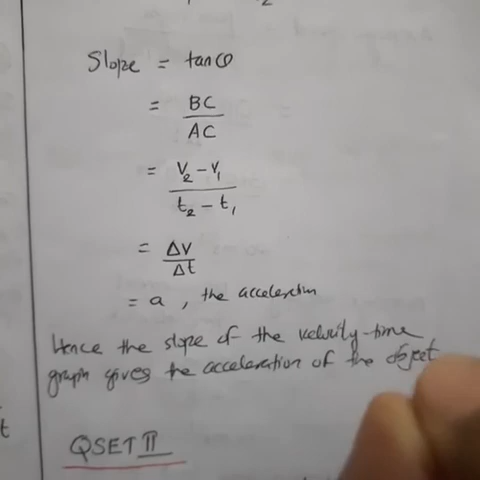 Slope = tanφ
= BC / AC
= V₂ – V₁ / t₂ – t₁
= ΔV / Δt
= a , the acceleration
Hence the slope of the velocity-time
graph gives the acceleration of the object
t
QSET II